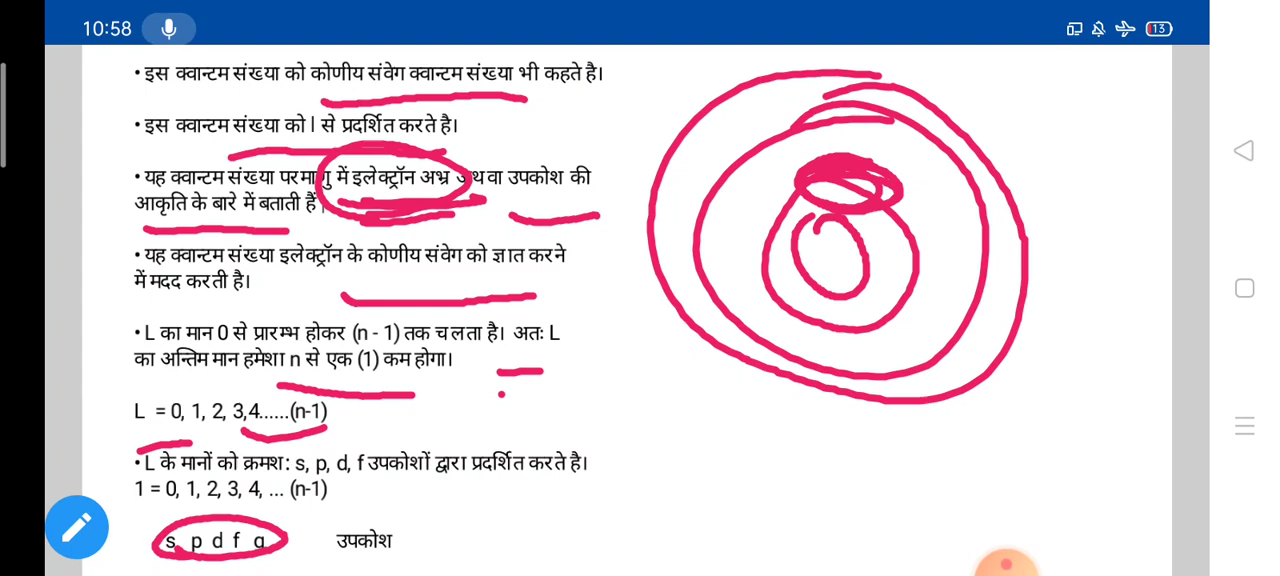 10:58
13
• इस क्वान्टम संख्या को कोणीय संवेग क्वान्टम संख्या भी कहते है।
• इस क्वान्टम संख्या को l से प्रदर्शित करते है।
• यह क्वान्टम संख्या परमाणु में इलेक्ट्रॉन अभ्र अथवा उपकोश की
आकृति के बारे में बताती हैं।
• यह क्वान्टम संख्या इलेक्ट्रॉन के कोणीय संवेग को ज्ञात करने
में मदद करती है।
• L का मान 0 से प्रारम्भ होकर (n - 1) तक चलता है। अतः L
का अन्तिम मान हमेशा n से एक (1) कम होगा।
L = 0, 1, 2, 3,4......(n-1)
• L के मानों को क्रमश: s, p, d, f उपकोशों द्वारा प्रदर्शित करते है।
1 = 0, 1, 2, 3, 4, ... (n-1)
s p d f g उपकोश